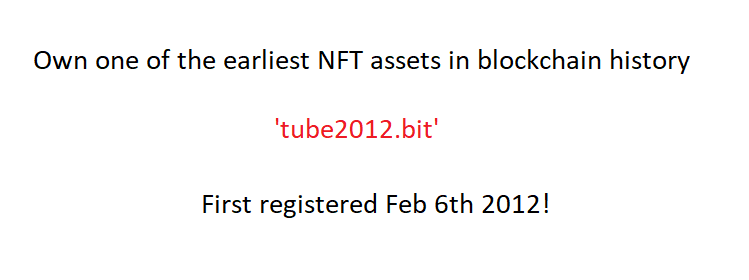 Own one of the earliest NFT assets in blockchain history
'tube2012.bit'
First registered Feb 6th 2012!